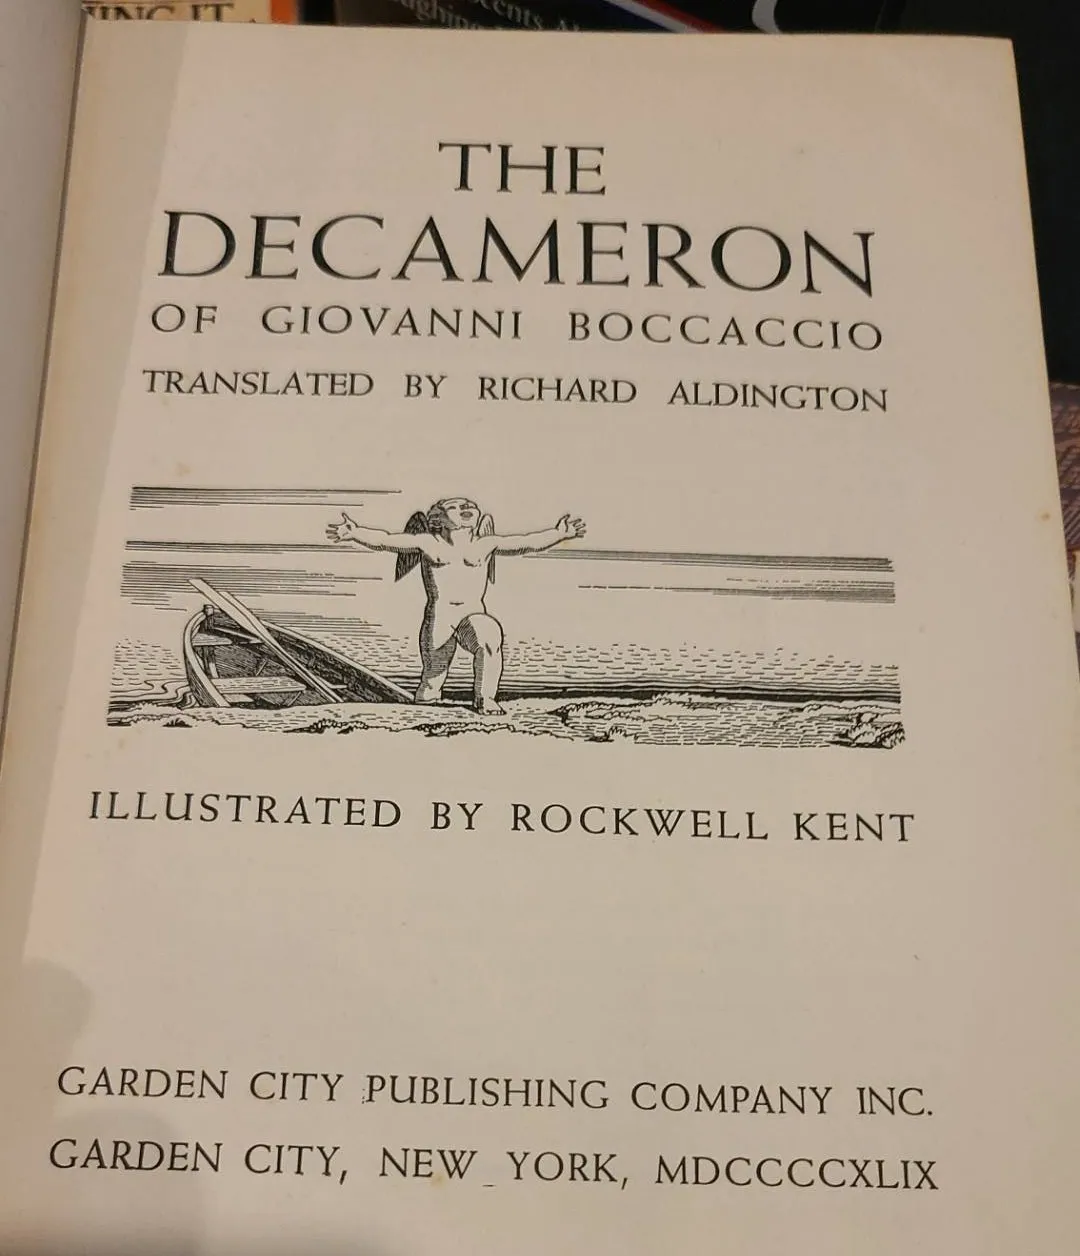 THE
DECAMERON
OF GIOVANNI BOCCACCIO
TRANSLATED BY RICHARD ALDINGTON
ILLUSTRATED BY ROCKWELL KENT
GARDEN CITY PUBLISHING COMPANY INC.
GARDEN CITY, NEW YORK, MDCCCCXLIX